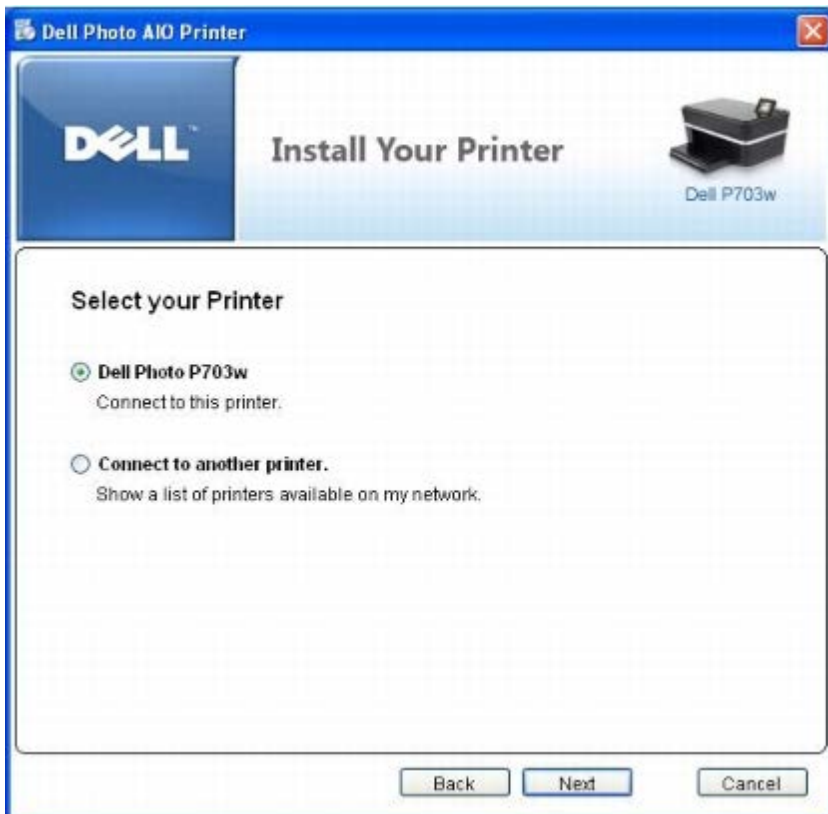 Dell Photo AIO Printer
DELL™
Install Your Printer
Dell P703w
Select your Printer
Dell Photo P703w
Connect to this printer.
Connect to another printer.
Show a list of printers available on my network.
Back
Next
Cancel